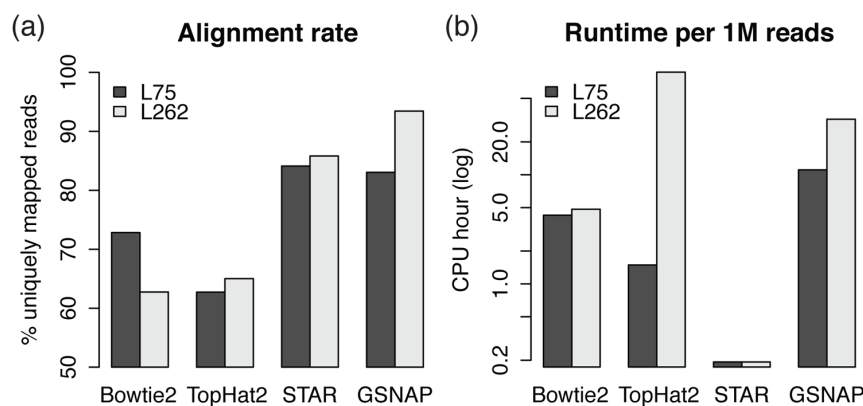 (a)
Alignment rate
% uniquely mapped reads
50
60
70
80
90
100
L75
L262
Bowtie2 TopHat2 STAR GSNAP
(b)
Runtime per 1M reads
CPU hour (log)
0.2
1.0
5.0
20.0
L75
L262
Bowtie2 TopHat2 STAR GSNAP